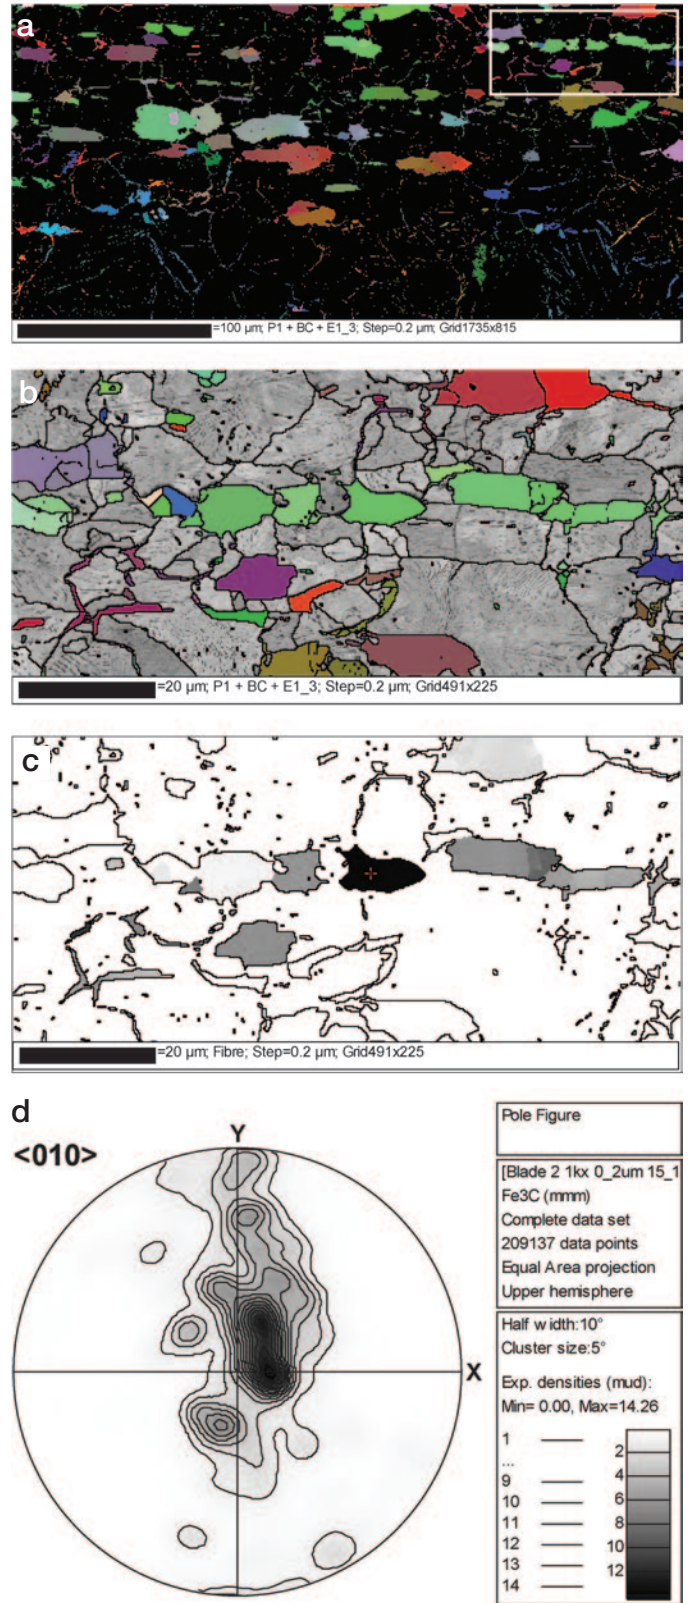 a
=100 µm; P1 + BC + E1_3; Step=0.2 µm; Grid1735x815
b
=20 µm; P1 + BC + E1_3; Step=0.2 µm; Grid491x225
c
=20 µm; Fibre; Step=0.2 µm; Grid491x225
d
<010>
Y
X
Pole Figure
[Blade 2 1kx 0_2um 15_1
Fe3C (mmm)
Complete data set
209137 data points
Equal Area projection
Upper hemisphere
Half width:10°
Cluster size:5°
Exp. densities (mud):
Min= 0.00, Max=14.26
1
...
9
10
11
12
13
14
2
4
6
8
10
12